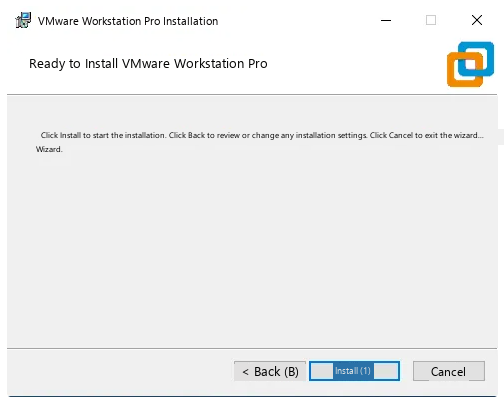 VMware Workstation Pro Installation
Ready to Install VMware Workstation Pro
Click Install to start the installation. Click Back to review or change any installation settings. Click Cancel to exit the wizard...
Wizard.
< Back (B)
Install (1)
Cancel